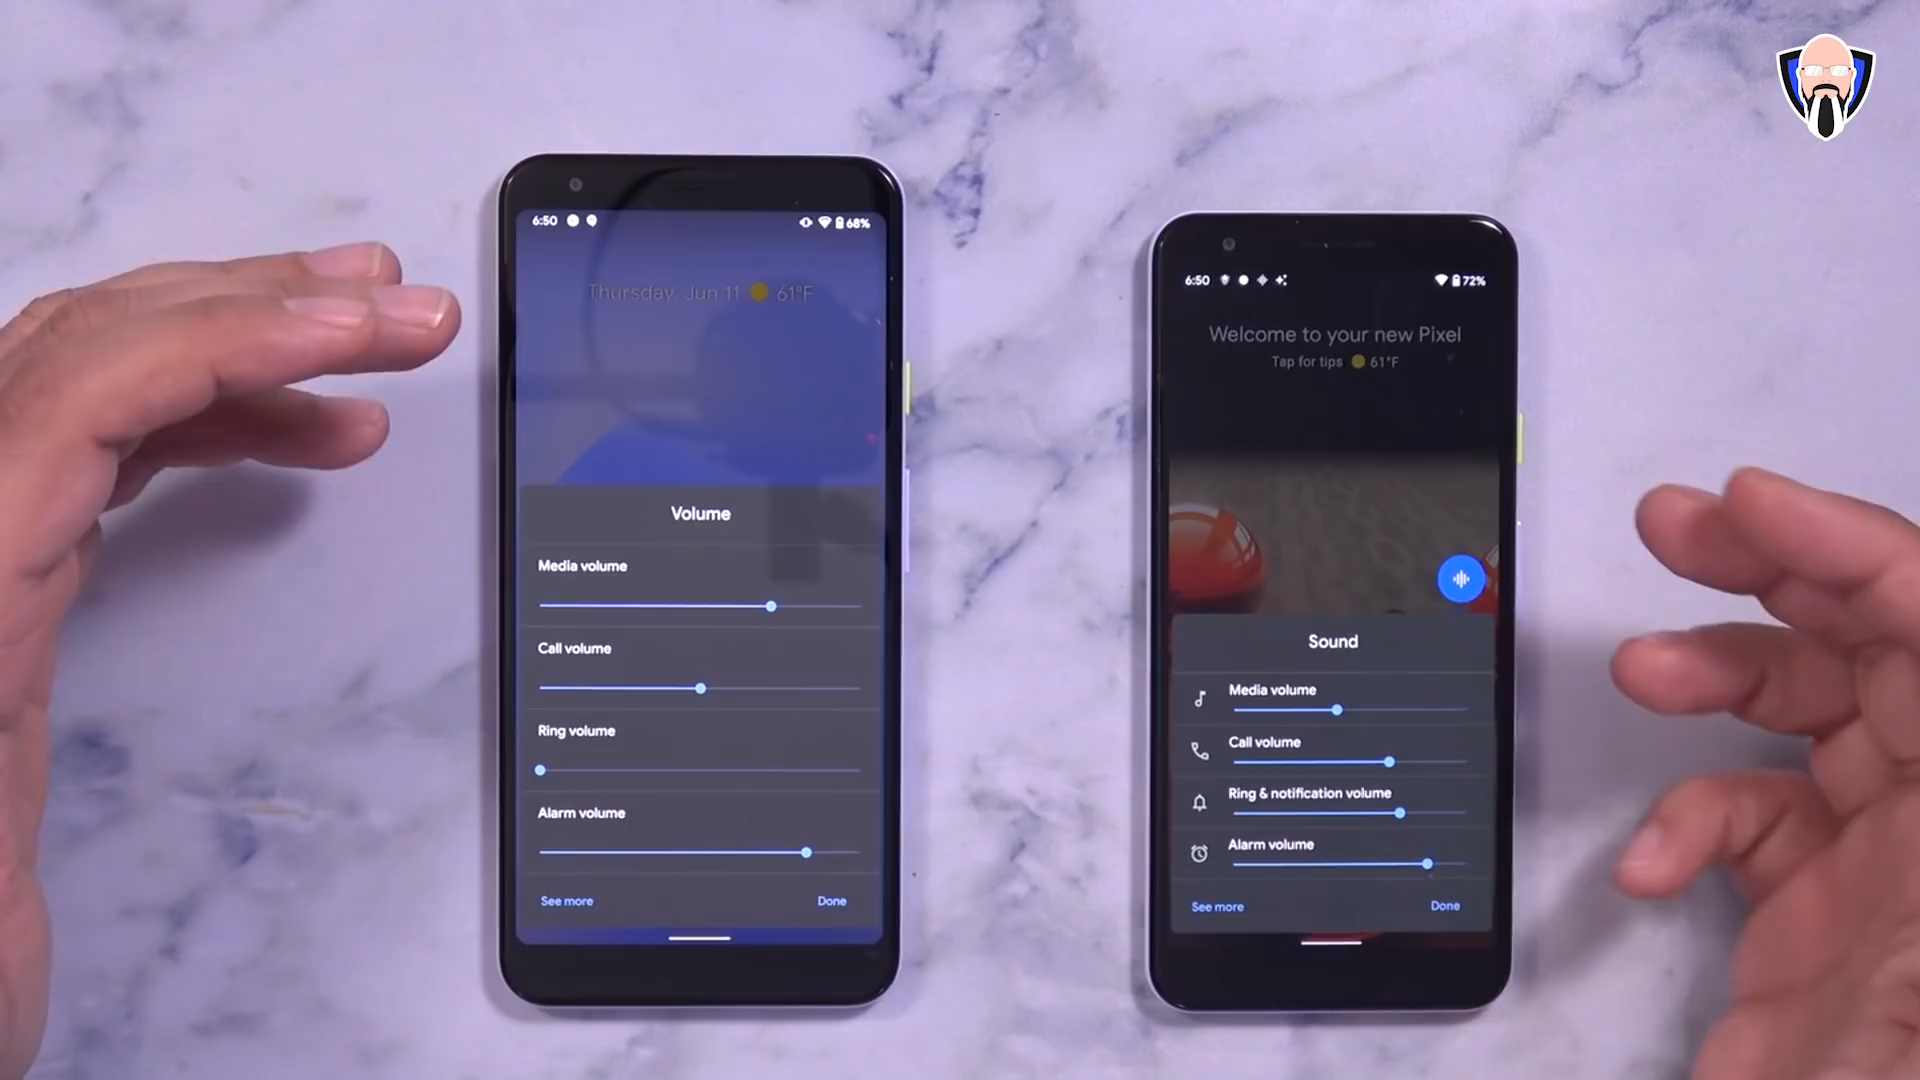 6:50
68%
Thursday, Jun 11 61°F
Volume
Media volume
Call volume
Ring volume
Alarm volume
See more
Done
6:50
72%
Welcome to your new Pixel
Tap for tips 61°F
Sound
Media volume
Call volume
Ring & notification volume
Alarm volume
See more
Done